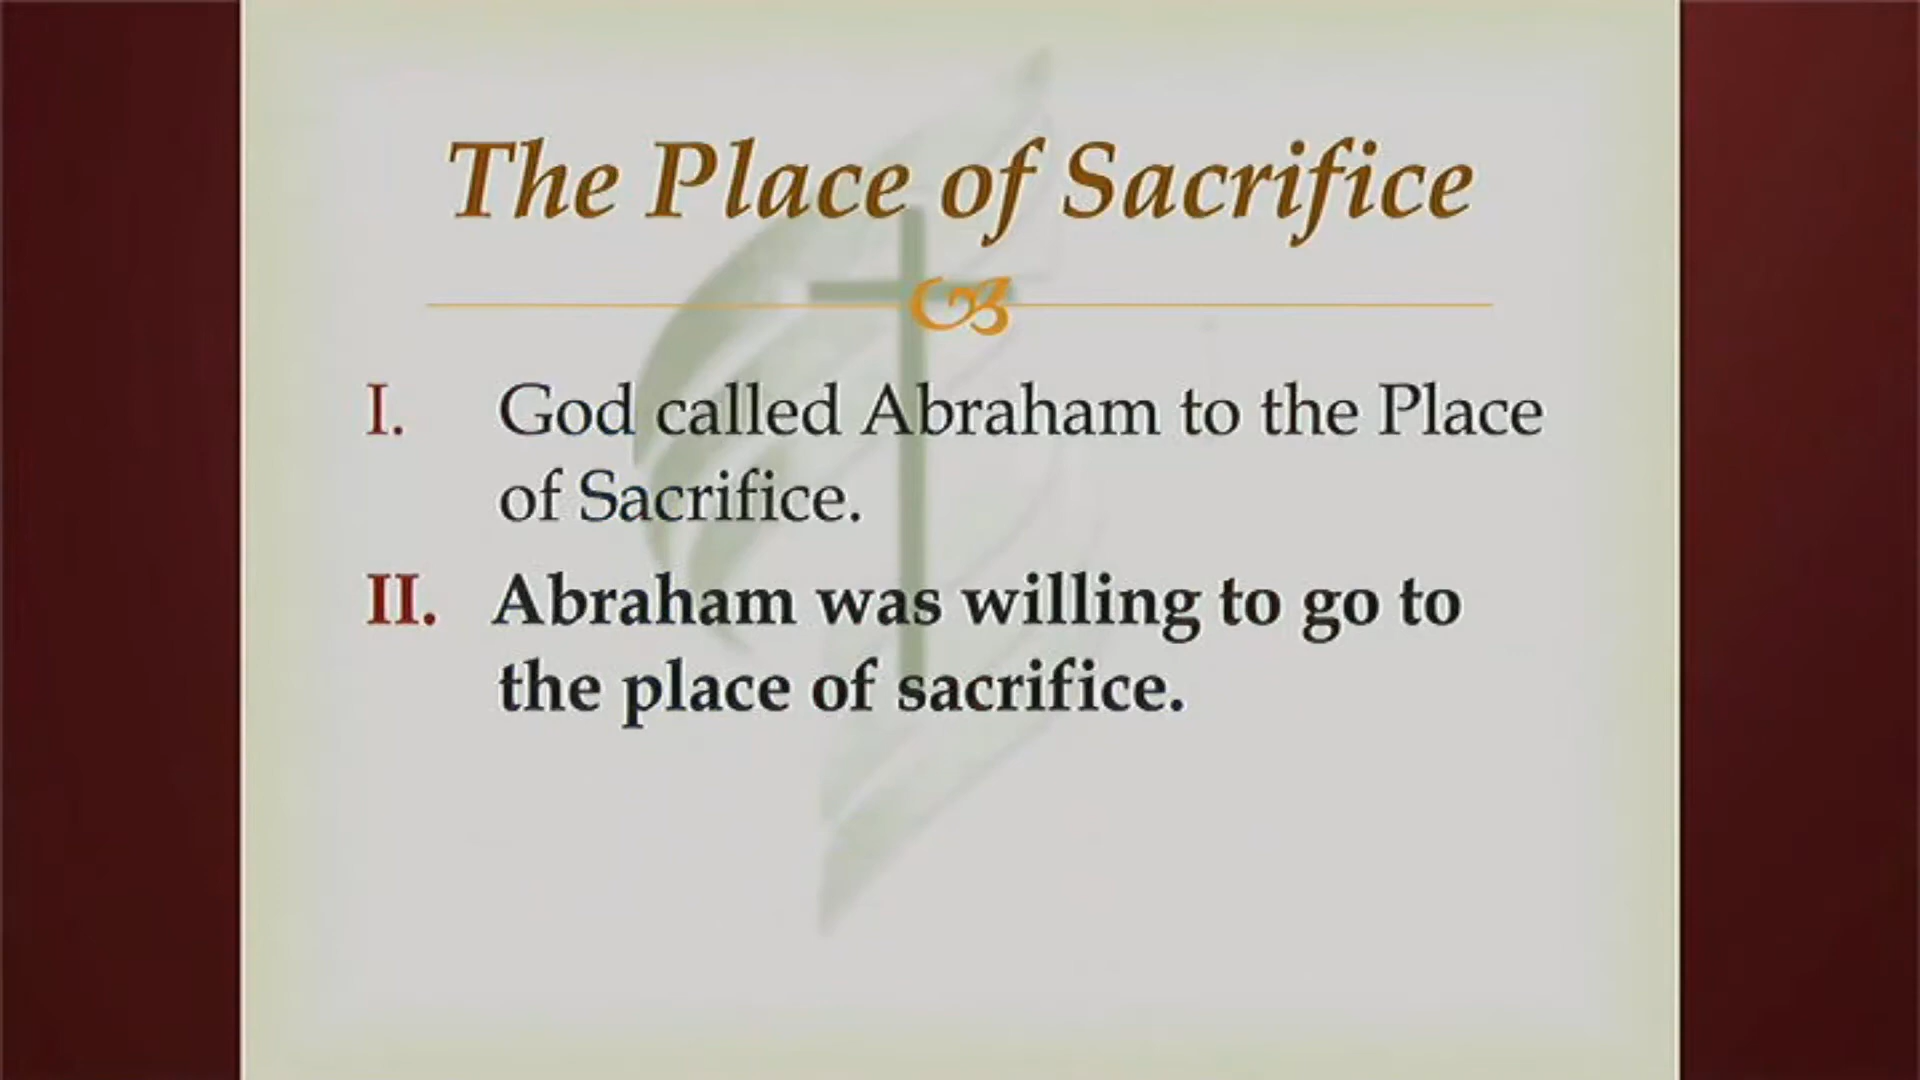 The Place of Sacrifice
I. God called Abraham to the Place
of Sacrifice.
II. Abraham was willing to go to
the place of sacrifice.